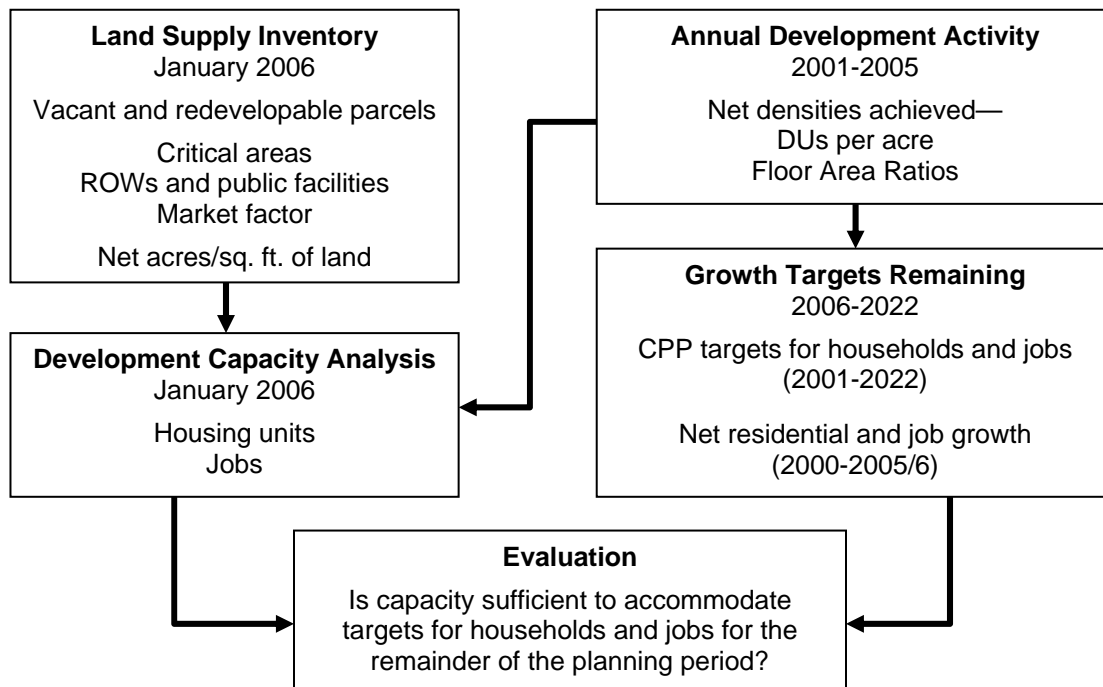 Land Supply Inventory
January 2006
Vacant and redevelopable parcels
Critical areas
ROWs and public facilities
Market factor
Net acres/sq. ft. of land
Annual Development Activity
2001-2005
Net densities achieved—
DUs per acre
Floor Area Ratios
Development Capacity Analysis
January 2006
Housing units
Jobs
Growth Targets Remaining
2006-2022
CPP targets for households and jobs
(2001-2022)
Net residential and job growth
(2000-2005/6)
Evaluation
Is capacity sufficient to accommodate
targets for households and jobs for the
remainder of the planning period?